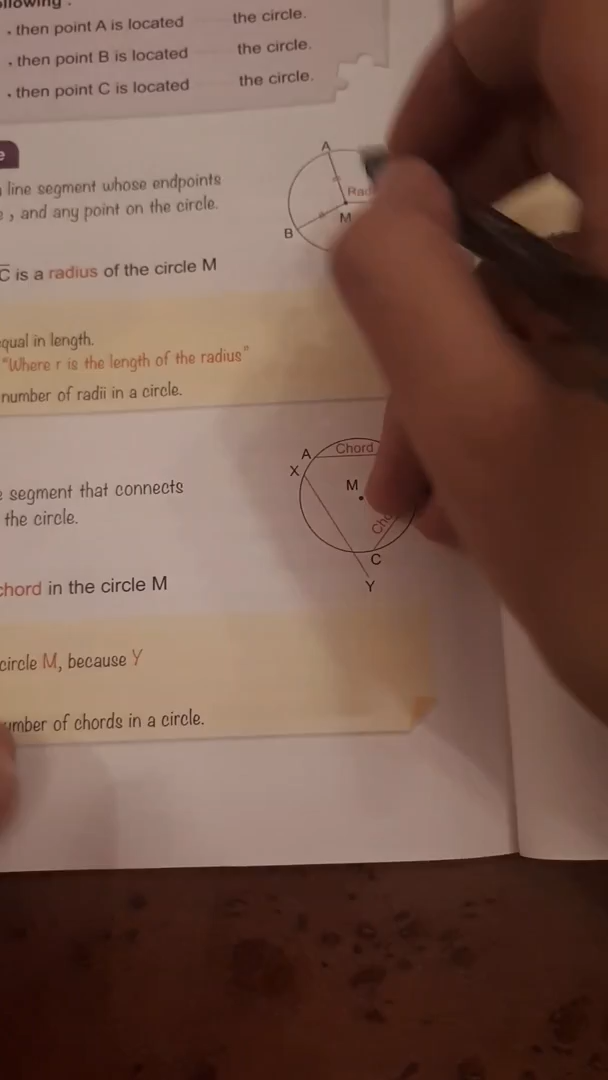 . then point A is located the circle.
. then point B is located the circle.
. then point C is located the circle.
line segment whose endpoints
, and any point on the circle.
A
M
B
C is a radius of the circle M
qual in length.
"Where r is the length of the radius"
number of radii in a circle.
A
Chord
X
M
e segment that connects
the circle.
C
Y
chord in the circle M
circle M, because Y
umber of chords in a circle.